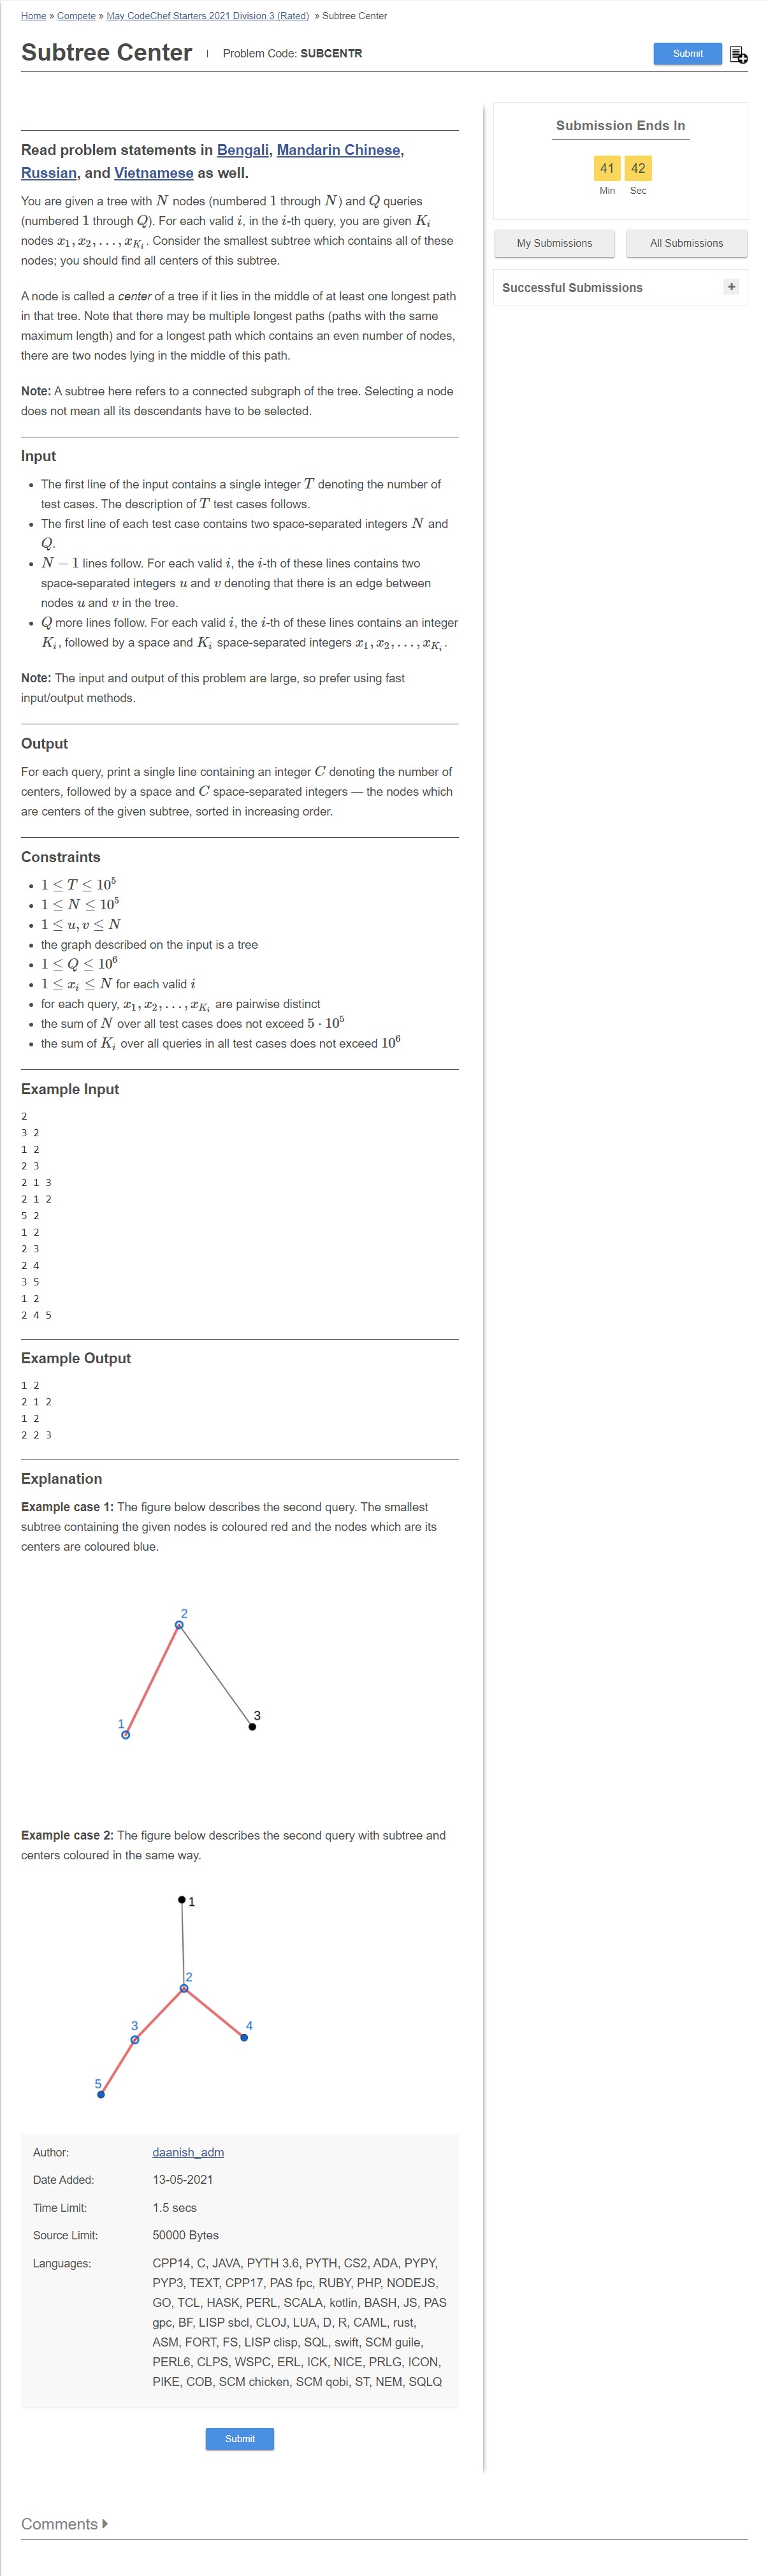 Home » Compete » May CodeChef Starters 2021 Division 3 (Rated) » Subtree Center
Subtree Center | Problem Code: SUBCENTR
Submit
Submission Ends In
41 42
Min Sec
My Submissions
All Submissions
Successful Submissions
+
Read problem statements in Bengali, Mandarin Chinese,
Russian, and Vietnamese as well.
You are given a tree with N nodes (numbered 1 through N) and Q queries
(numbered 1 through Q). For each valid i, in the i-th query, you are given K_i
nodes x_1, x_2, . . . , x_{K_i}. Consider the smallest subtree which contains all of these
nodes; you should find all centers of this subtree.
A node is called a center of a tree if it lies in the middle of at least one longest path
in that tree. Note that there may be multiple longest paths (paths with the same
maximum length) and for a longest path which contains an even number of nodes,
there are two nodes lying in the middle of this path.
Note: A subtree here refers to a connected subgraph of the tree. Selecting a node
does not mean all its descendants have to be selected.
Input
• The first line of the input contains a single integer T denoting the number of
test cases. The description of T test cases follows.
• The first line of each test case contains two space-separated integers N and
Q.
• N − 1 lines follow. For each valid i, the i-th of these lines contains two
space-separated integers u and v denoting that there is an edge between
nodes u and v in the tree.
• Q more lines follow. For each valid i, the i-th of these lines contains an integer
K_i, followed by a space and K_i space-separated integers x_1, x_2, . . . , x_{K_i}.
Note: The input and output of this problem are large, so prefer using fast
input/output methods.
Output
For each query, print a single line containing an integer C denoting the number of
centers, followed by a space and C space-separated integers — the nodes which
are centers of the given subtree, sorted in increasing order.
Constraints
• 1 ≤ T ≤ 10^5
• 1 ≤ N ≤ 10^5
• 1 ≤ u, v ≤ N
• the graph described on the input is a tree
• 1 ≤ Q ≤ 10^6
• 1 ≤ x_i ≤ N for each valid i
• for each query, x_1, x_2, . . . , x_{K_i} are pairwise distinct
• the sum of N over all test cases does not exceed 5 · 10^5
• the sum of K_i over all queries in all test cases does not exceed 10^6
Example Input
2
3 2
1 2
2 3
2 1 3
2 1 2
5 2
1 2
2 3
2 4
3 5
1 2
2 4 5
Example Output
1 2
2 1 2
1 2
2 2 3
Explanation
Example case 1: The figure below describes the second query. The smallest
subtree containing the given nodes is coloured red and the nodes which are its
centers are coloured blue.
2
1
3
Example case 2: The figure below describes the second query with subtree and
centers coloured in the same way.
1
2
3
4
5
Author: daanish_adm
Date Added: 13-05-2021
Time Limit: 1.5 secs
Source Limit: 50000 Bytes
Languages: CPP14, C, JAVA, PYTH 3.6, PYTH, CS2, ADA, PYPY,
PYP3, TEXT, CPP17, PAS fpc, RUBY, PHP, NODEJS,
GO, TCL, HASK, PERL, SCALA, kotlin, BASH, JS, PAS
gpc, BF, LISP sbcl, CLOJ, LUA, D, R, CAML, rust,
ASM, FORT, FS, LISP clisp, SQL, swift, SCM guile,
PERL6, CLPS, WSPC, ERL, ICK, NICE, PRLG, ICON,
PIKE, COB, SCM chicken, SCM qobi, ST, NEM, SQLQ
Submit
Comments